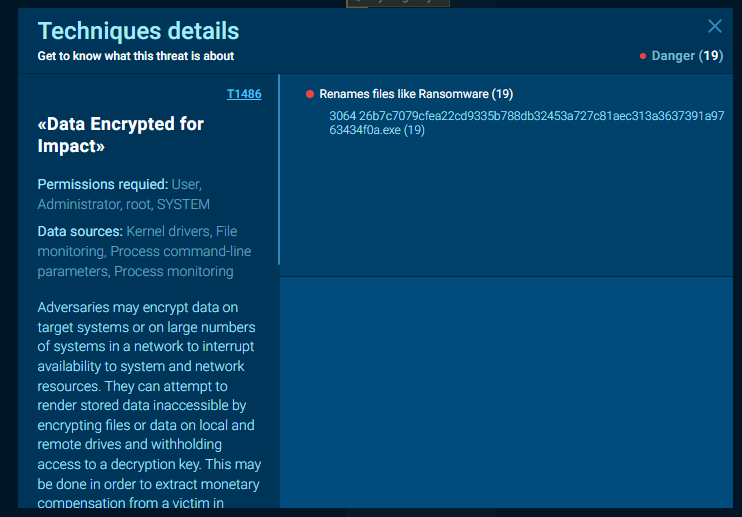 Techniques details
Get to know what this threat is about
Danger (19)
T1486
«Data Encrypted for
Impact»
Permissions requied: User,
Administrator, root, SYSTEM
Data sources: Kernel drivers, File
monitoring, Process command-line
parameters, Process monitoring
Adversaries may encrypt data on
target systems or on large numbers
of systems in a network to interrupt
availability to system and network
resources. They can attempt to
render stored data inaccessible by
encrypting files or data on local and
remote drives and withholding
access to a decryption key. This may
be done in order to extract monetary
compensation from a victim in
Renames files like Ransomware (19)
3064 26b7c7079cfea22cd9335b788db32453a727c81aec313a3637391a97
63434f0a.exe (19)